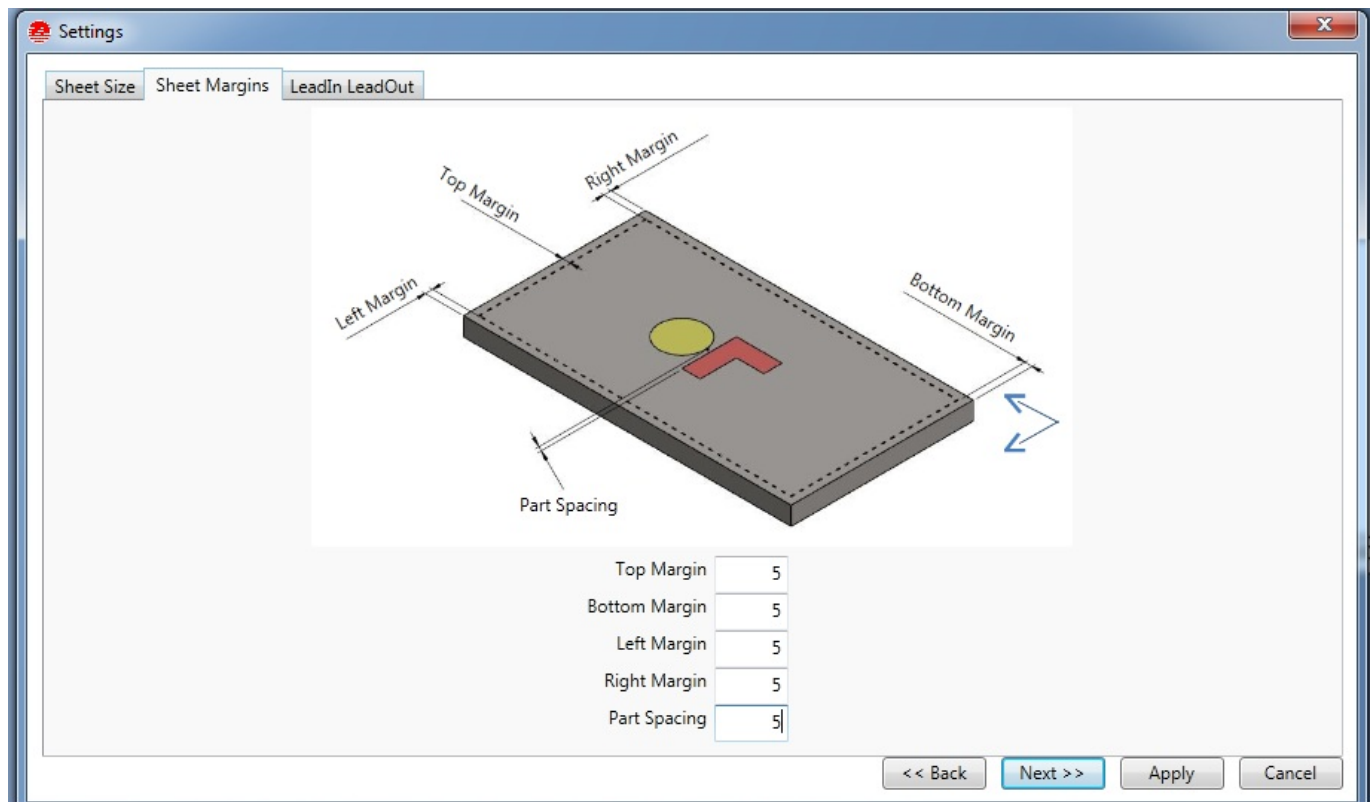 Settings
Sheet Size Sheet Margins LeadIn LeadOut
Right Margin
Top Margin
Left Margin
Bottom Margin
Part Spacing
Top Margin 5
Bottom Margin 5
Left Margin 5
Right Margin 5
Part Spacing 5
<< Back Next >> Apply Cancel